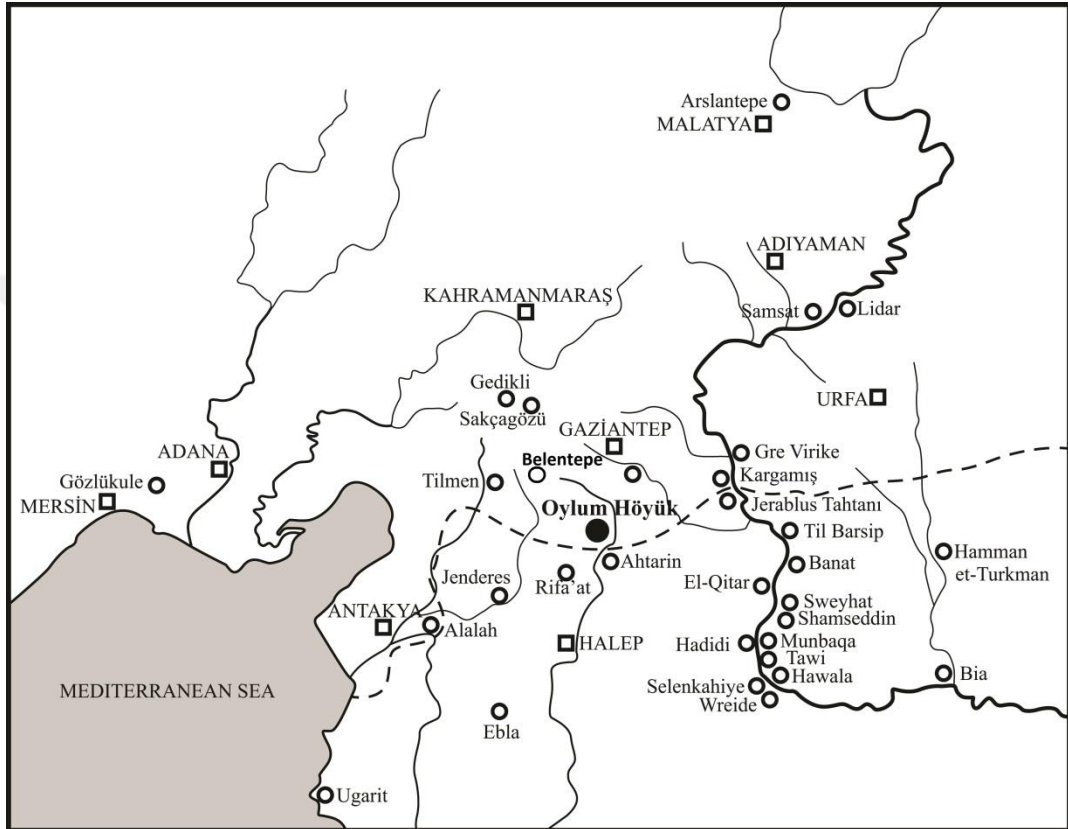 Arslantepe
MALATYA
ADIYAMAN
KAHRAMANMARAŞ
Samsat
Lidar
Gedikli
Sakçagözü
URFA
GAZİANTEP
ADANA
Gözlükule
MERSİN
Belentepe
Tilmen
Gre Virike
Kargamış
Jerablus Tahtanı
Oylum Höyük
Til Barsip
Ahtarin
Banat
Hamman
et-Turkman
Jenderes
Rifa'at
El-Qitar
Sweyhat
Shamseddin
ANTAKYA
Alalah
HALEP
Hadidi
Munbaqa
Tawi
Hawala
Bia
MEDITERRANEAN SEA
Selenkahiye
Wreide
Ebla
Ugarit